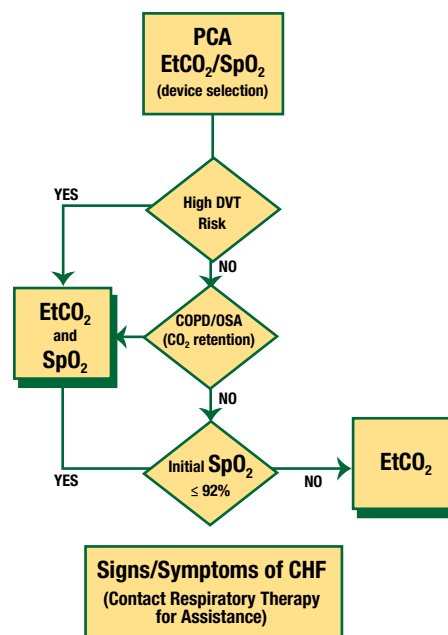 PCA
EtCO₂/SpO₂
(device selection)
YES
High DVT
Risk
NO
EtCO₂
and
SpO₂
COPD/OSA
(CO₂ retention)
NO
Initial SpO₂
≤ 92%
YES
NO
EtCO₂
Signs/Symptoms of CHF
(Contact Respiratory Therapy
for Assistance)